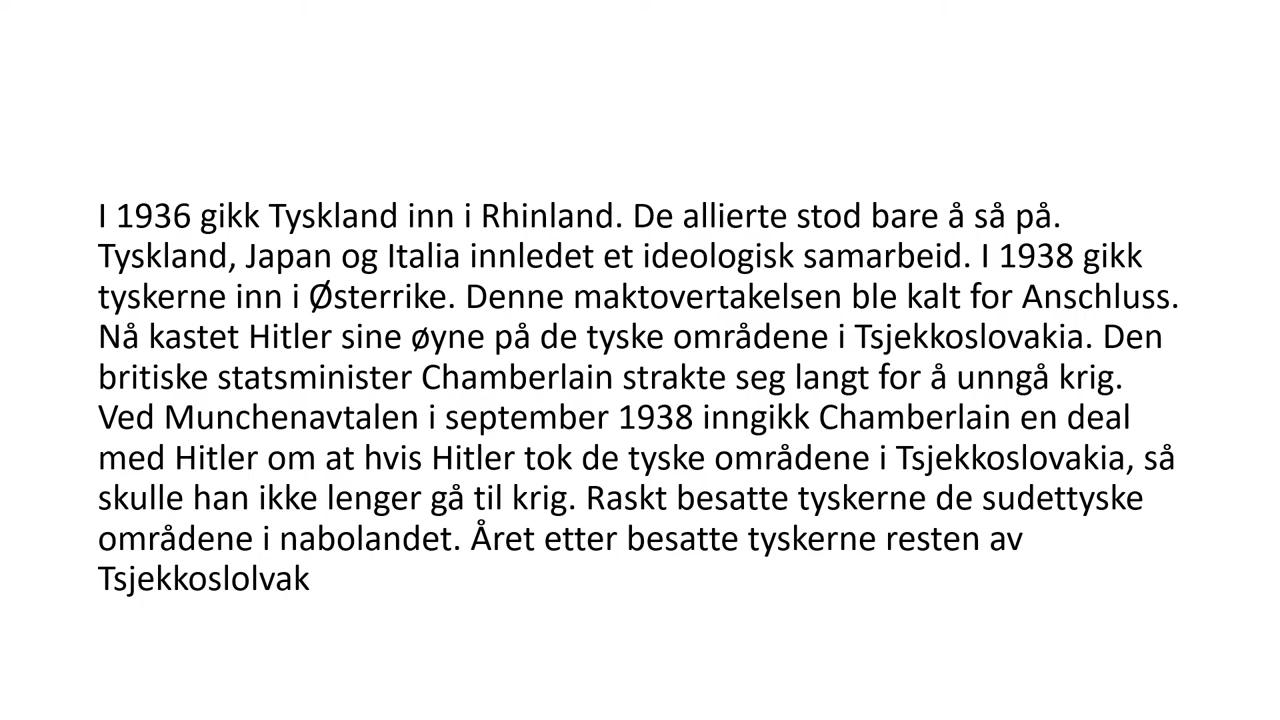 I 1936 gikk Tyskland inn i Rhinland. De allierte stod bare å så på.
Tyskland, Japan og Italia innledet et ideologisk samarbeid. I 1938 gikk
tyskerne inn i Østerrike. Denne maktovertakelsen ble kalt for Anschluss.
Nå kastet Hitler sine øyne på de tyske områdene i Tsjekkoslovakia. Den
britiske statsminister Chamberlain strakte seg langt for å unngå krig.
Ved Munchenavtalen i september 1938 inngikk Chamberlain en deal
med Hitler om at hvis Hitler tok de tyske områdene i Tsjekkoslovakia, så
skulle han ikke lenger gå til krig. Raskt besatte tyskerne de sudettyske
områdene i nabolandet. Året etter besatte tyskerne resten av
Tsjekkoslolvak